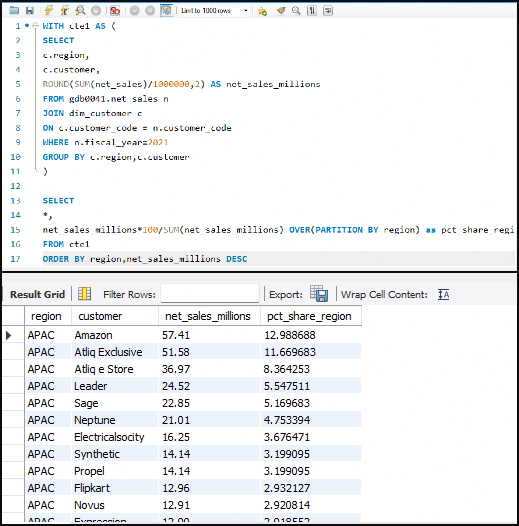 Limit to 1000 rows
1 WITH cte1 AS (
2 SELECT
3 c.region,
4 c.customer,
5 ROUND(SUM(net_sales)/1000000,2) AS net_sales_millions
6 FROM gdb0041.net_sales n
7 JOIN dim_customer c
8 ON c.customer_code = n.customer_code
9 WHERE n.fiscal_year=2021
10 GROUP BY c.region,c.customer
11 )
12
13 SELECT
14 *,
15 net_sales_millions*100/SUM(net_sales_millions) OVER(PARTITION BY region) as pct_share_regi
16 FROM cte1
17 ORDER BY region,net_sales_millions DESC
Result Grid Filter Rows: Export: Wrap Cell Content:
region customer net_sales_millions pct_share_region
APAC Amazon 57.41 12.988688
APAC Atliq Exclusive 51.58 11.669683
APAC Atliq e Store 36.97 8.364253
APAC Leader 24.52 5.547511
APAC Sage 22.85 5.169683
APAC Neptune 21.01 4.753394
APAC Electricalsocity 16.25 3.676471
APAC Synthetic 14.14 3.199095
APAC Propel 14.14 3.199095
APAC Flipkart 12.96 2.932127
APAC Novus 12.91 2.920814
APAC Expression 12.90 2.918552